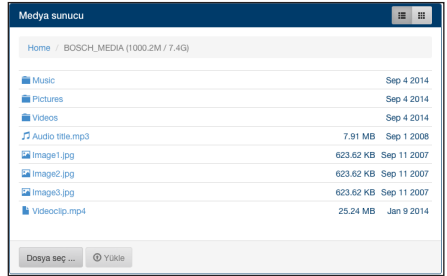 Medya sunucu
Home / BOSCH_MEDIA (1000.2M / 7.4G)
Music Sep 4 2014
Pictures Sep 4 2014
Videos Sep 4 2014
Audio title.mp3 7.91 MB Sep 1 2008
Image1.jpg 623.62 KB Sep 11 2007
Image2.jpg 623.62 KB Sep 11 2007
Image3.jpg 623.62 KB Sep 11 2007
Videoclip.mp4 25.24 MB Jan 9 2014
Dosya seç ... Yükle